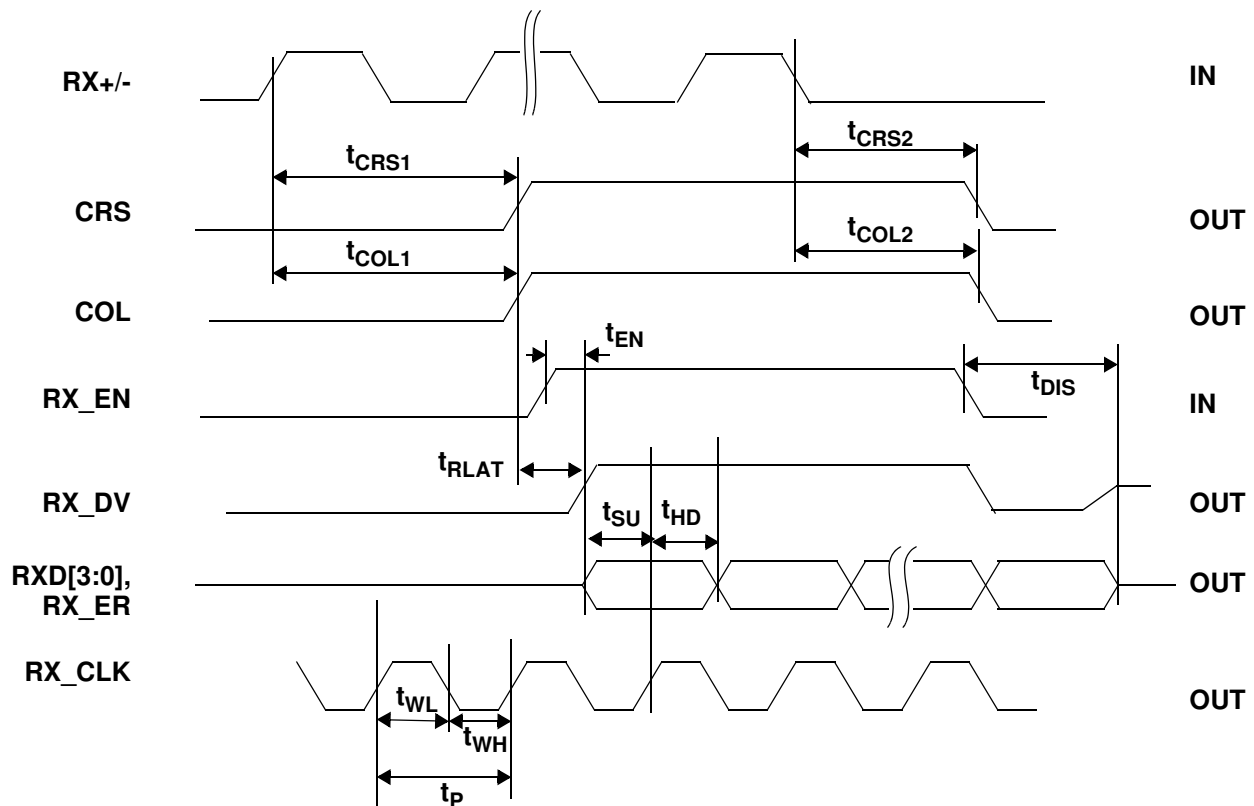 RX+/- IN
tCRS2
tCRS1
CRS OUT
tCOL2
tCOL1
COL OUT
tEN
tDIS
RX_EN IN
tRLAT
RX_DV OUT
tSU tHD
RXD[3:0], OUT
RX_ER
RX_CLK OUT
tWL
tWH
tP